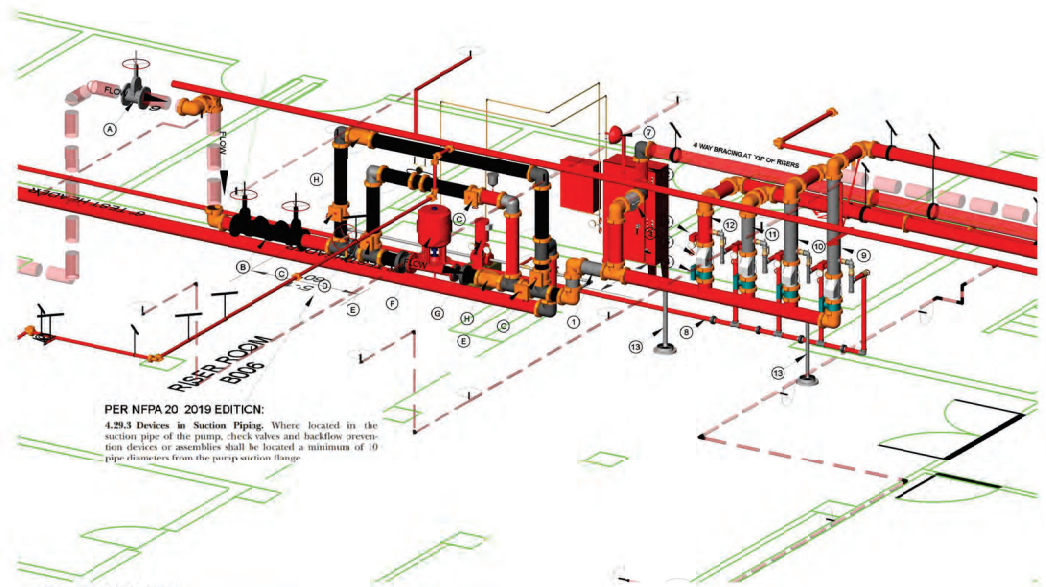 FLOW
A
FLOW
H
7
4 WAY BRACING AT
OF RISERS
C
12
11
10
9
B
C
D
E
F
G
H
E
C
1
13
8
13
RISER ROOM
B006
PER NFPA 20 2019 EDITION:
4.29.3 Devices in Suction Piping. Where located in the
suction pipe of the pump, check valves and backflow preven-
tion devices or assemblies shall be located a minimum of 10
pipe diameters from the pump suction flange